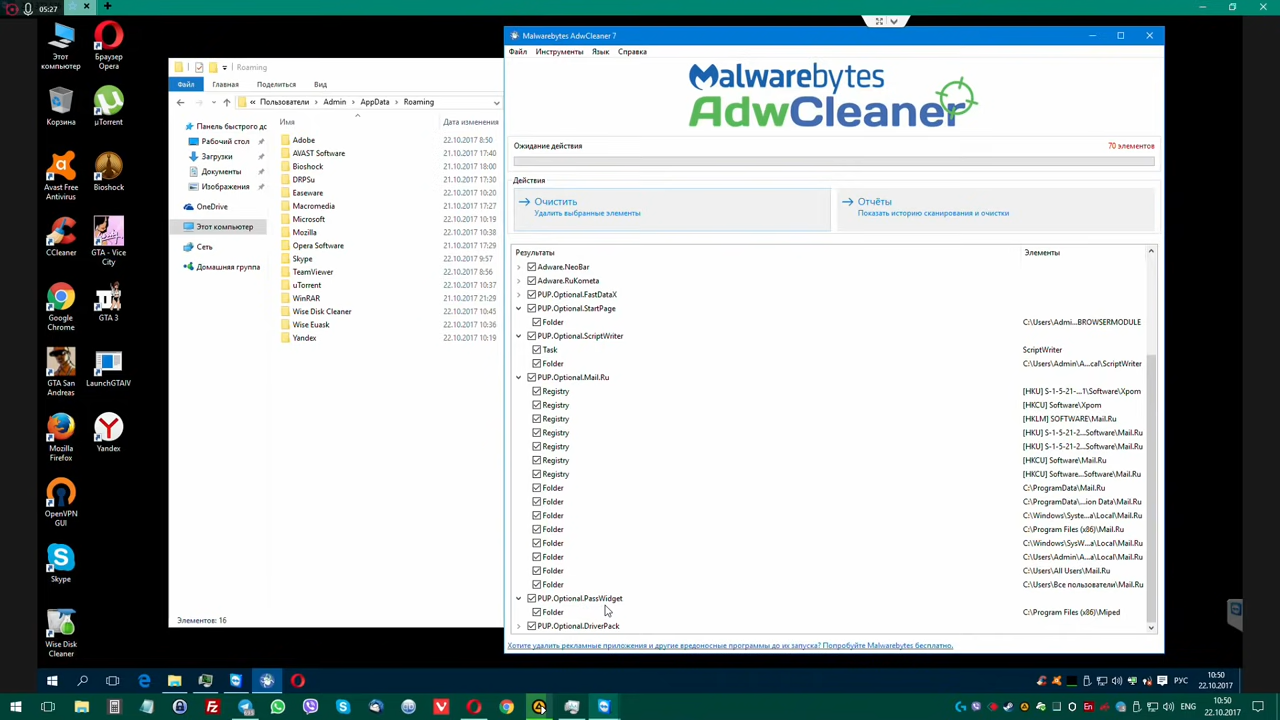 05:27
Этот
компьютер
Браузер
Opera
Корзина
µTorrent
Avast Free
Antivirus
Bioshock
CCleaner
GTA - Vice
City
Google
Chrome
GTA 3
GTA San
Andreas
LaunchGTAIV
Mozilla
Firefox
Yandex
OpenVPN
GUI
Skype
Wise Disk
Cleaner
Roaming
Файл
Главная
Поделиться
Вид
« Пользователи > Admin > AppData > Roaming
Имя
Дата изменения
Панель быстрого до
Рабочий стол
Загрузки
Документы
Изображения
OneDrive
Этот компьютер
Сеть
Домашняя группа
Adobe 22.10.2017 8:50
AVAST Software 21.10.2017 17:40
Bioshock 21.10.2017 18:00
DRPSu 21.10.2017 17:30
Easeware 22.10.2017 10:20
Macromedia 21.10.2017 17:27
Microsoft 22.10.2017 10:19
Mozilla 22.10.2017 10:38
Opera Software 21.10.2017 17:29
Skype 22.10.2017 9:57
TeamViewer 22.10.2017 8:56
uTorrent 22.10.2017 10:37
WinRAR 21.10.2017 21:29
Wise Disk Cleaner 22.10.2017 10:45
Wise Euask 22.10.2017 10:36
Yandex 22.10.2017 10:19
Элементов: 16
Malwarebytes AdwCleaner 7
Файл Инструменты Язык Справка
Malwarebytes
AdwCleaner
Ожидание действия
70 элементов
Действия
Очистить
Удалить выбранные элементы
Отчёты
Показать историю сканирования и очистки
Результаты
Элементы
Adware.NeoBar
Adware.RuKometa
PUP.Optional.FastDataX
PUP.Optional.StartPage
Folder C:\Users\Admi...BROWSERMODULE
PUP.Optional.ScriptWriter
Task ScriptWriter
Folder C:\Users\Admin\A...cal\ScriptWriter
PUP.Optional.Mail.Ru
Registry [HKU] S-1-5-21-...1\Software\Xpom
Registry [HKCU] Software\Xpom
Registry [HKLM] SOFTWARE\Mail.Ru
Registry [HKU] S-1-5-21-2...Software\Mail.Ru
Registry [HKU] S-1-5-21-2...Software\Mail.Ru
Registry [HKCU] Software\Mail.Ru
Registry [HKCU] Software...oft\Mail.Ru
Folder C:\ProgramData\Mail.Ru
Folder C:\ProgramData\...ion Data\Mail.Ru
Folder C:\Windows\Syste...a\Local\Mail.Ru
Folder C:\Program Files (x86)\Mail.Ru
Folder C:\Windows\SysW...a\Local\Mail.Ru
Folder C:\Users\Admin\A...a\Local\Mail.Ru
Folder C:\Users\All Users\Mail.Ru
Folder C:\Users\Все пользователи\Mail.Ru
PUP.Optional.PassWidget
Folder C:\Program Files (x86)\Miped
PUP.Optional.DriverPack
Хотите удалить рекламные приложения и другие вредоносные программы до их запуска? Попробуйте Malwarebytes бесплатно.
РУС
10:50
22.10.2017
РУС
10:50
22.10.2017